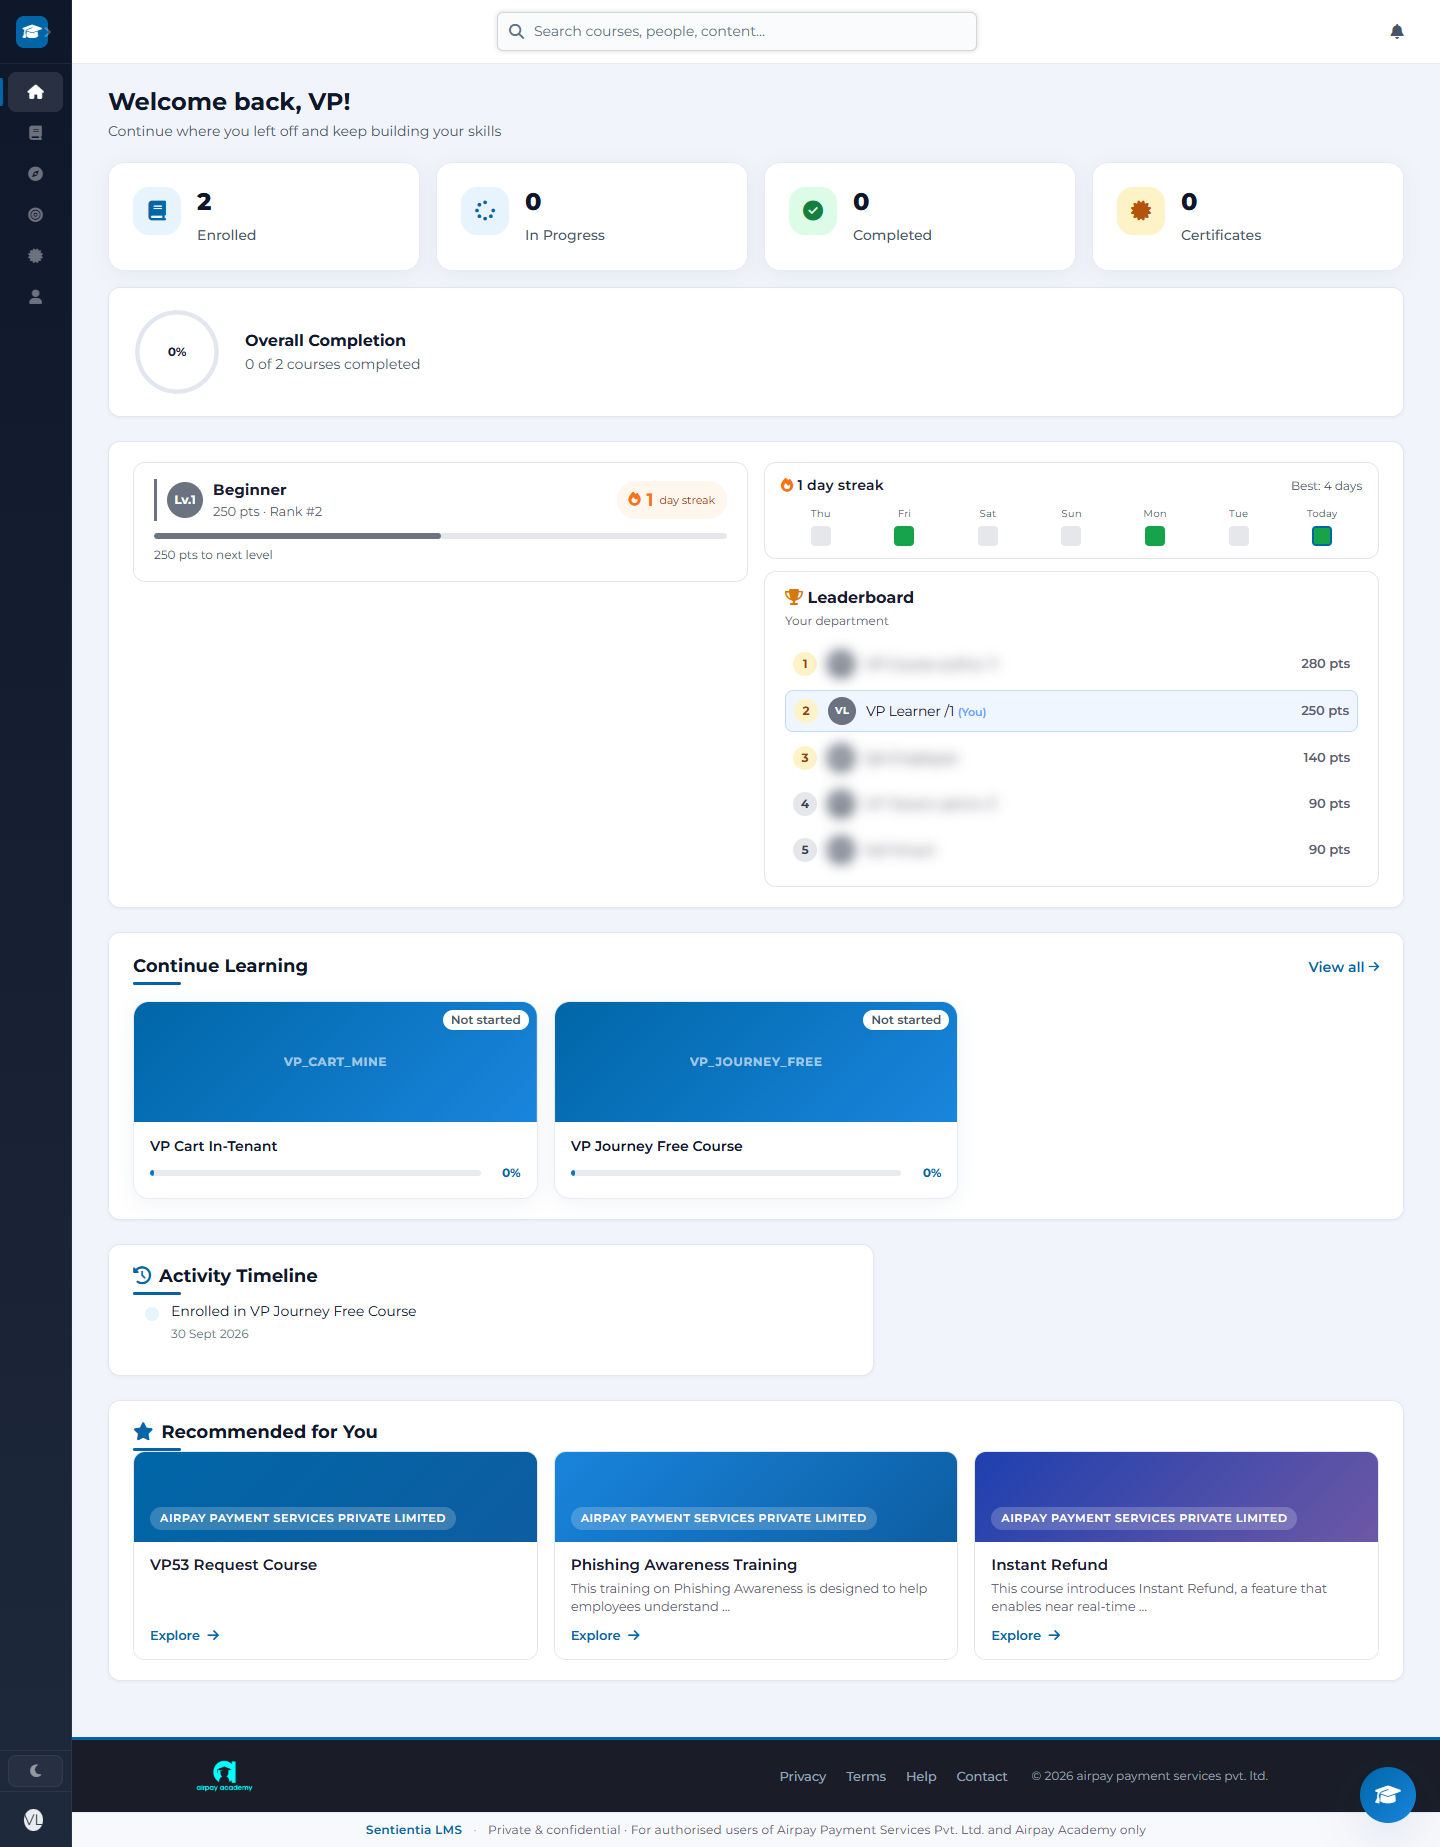 Search courses, people, content...
Welcome back, VP!
Continue where you left off and keep building your skills
2
Enrolled
0
In Progress
0
Completed
0
Certificates
0%
Overall Completion
0 of 2 courses completed
Lv.1
Beginner
250 pts · Rank #2
1 day streak
250 pts to next level
1 day streak
Best: 4 days
Thu Fri Sat Sun Mon Tue Today
Leaderboard
Your department
1 280 pts
2 VL VP Learner /1 (You) 250 pts
3 140 pts
4 90 pts
5 90 pts
Continue Learning
View all
Not started
VP_CART_MINE
VP Cart In-Tenant
0%
Not started
VP_JOURNEY_FREE
VP Journey Free Course
0%
Activity Timeline
Enrolled in VP Journey Free Course
30 Sept 2026
Recommended for You
AIRPAY PAYMENT SERVICES PRIVATE LIMITED
VP53 Request Course
Explore
AIRPAY PAYMENT SERVICES PRIVATE LIMITED
Phishing Awareness Training
This training on Phishing Awareness is designed to help
employees understand ...
Explore
AIRPAY PAYMENT SERVICES PRIVATE LIMITED
Instant Refund
This course introduces Instant Refund, a feature that
enables near real-time ...
Explore
VL
airpay academy
Privacy Terms Help Contact © 2026 airpay payment services pvt. ltd.
Sentientia LMS · Private & confidential · For authorised users of Airpay Payment Services Pvt. Ltd. and Airpay Academy only